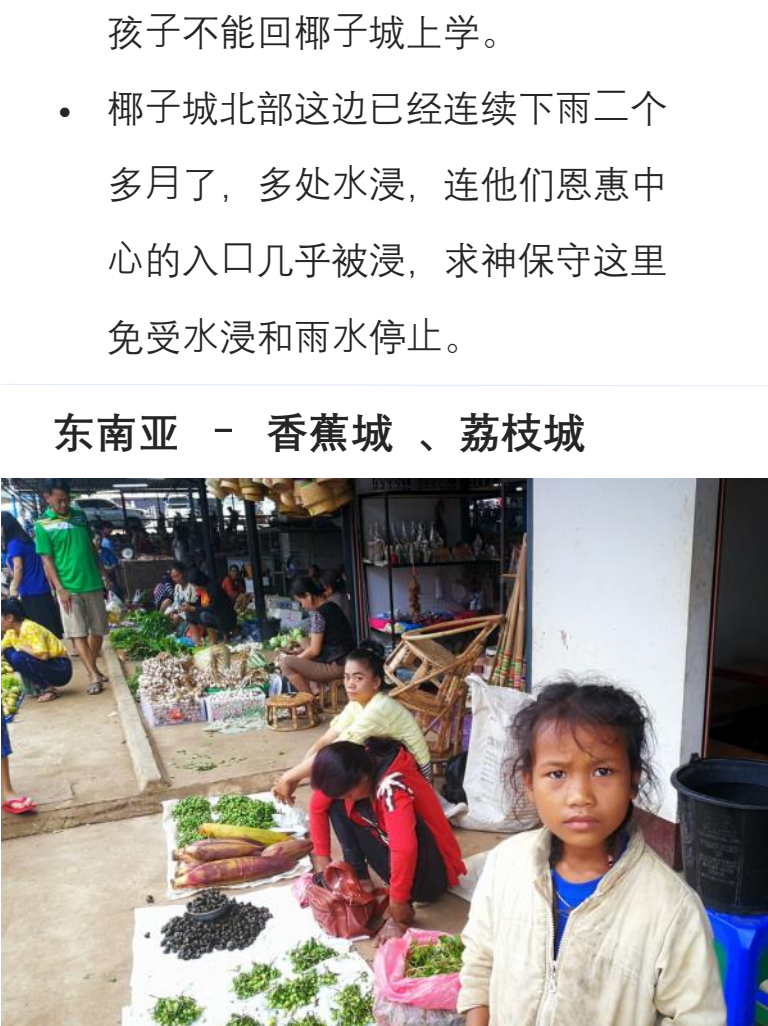 孩子不能回椰子城上学。
• 椰子城北部这边已经连续下雨二个
多月了，多处水浸，连他们恩惠中
心的入口几乎被浸，求神保守这里
免受水浸和雨水停止。
东南亚 - 香蕉城 、荔枝城